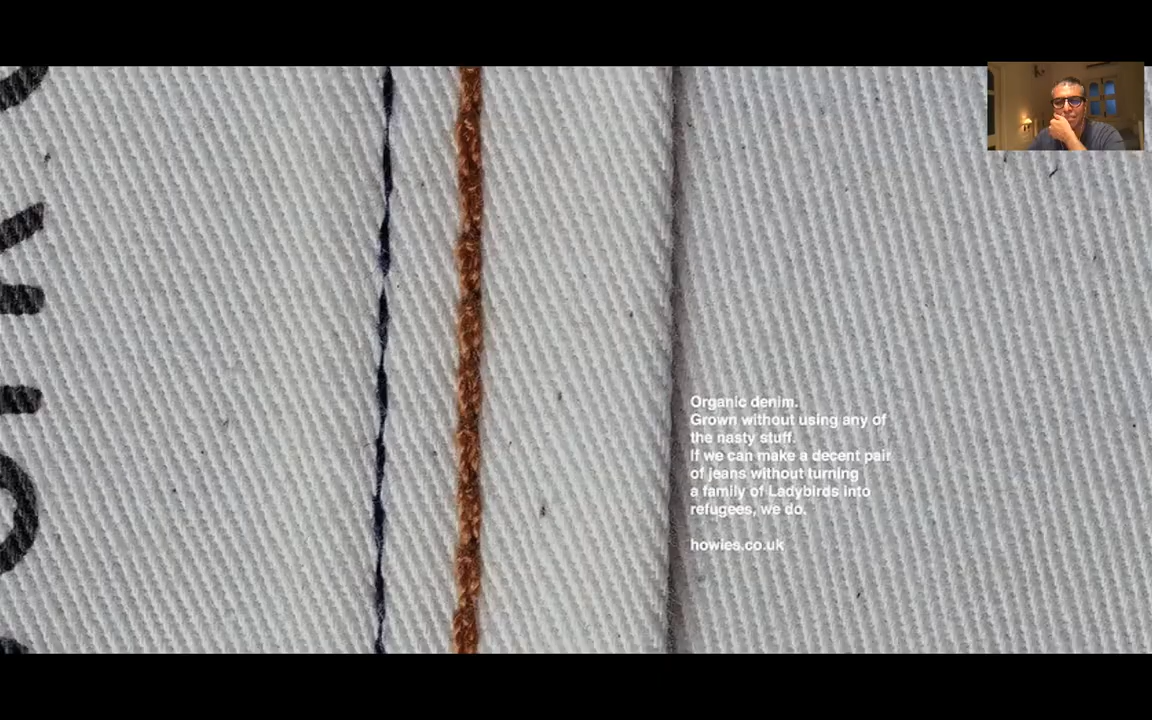 Organic denim.
Grown without using any of
the nasty stuff.
If we can make a decent pair
of jeans without turning
a family of Ladybirds into
refugees, we do.

howies.co.uk